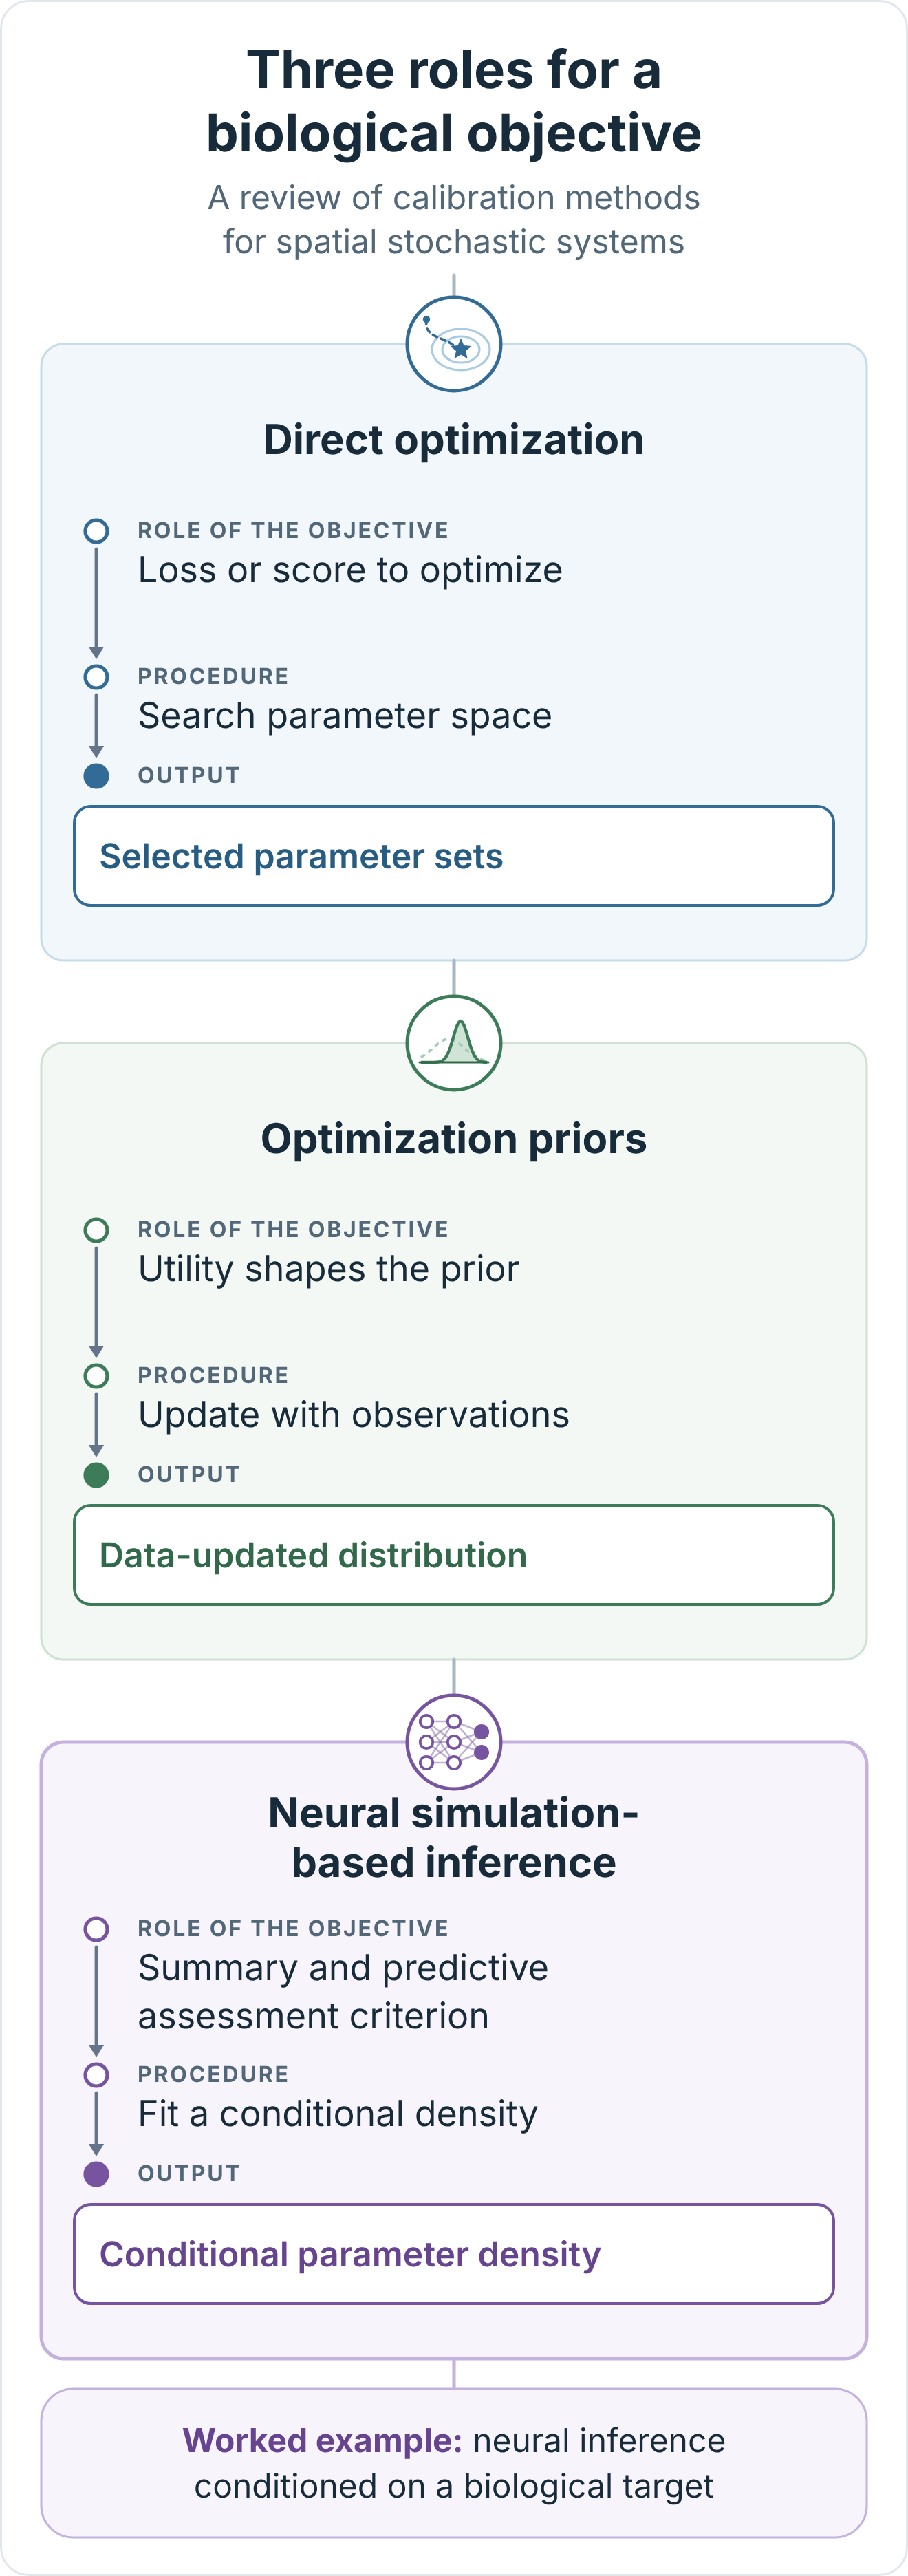 Three roles for a
biological objective
A review of calibration methods
for spatial stochastic systems
Direct optimization
ROLE OF THE OBJECTIVE
Loss or score to optimize
PROCEDURE
Search parameter space
OUTPUT
Selected parameter sets
Optimization priors
ROLE OF THE OBJECTIVE
Utility shapes the prior
PROCEDURE
Update with observations
OUTPUT
Data-updated distribution
Neural simulation-
based inference
ROLE OF THE OBJECTIVE
Summary and predictive
assessment criterion
PROCEDURE
Fit a conditional density
OUTPUT
Conditional parameter density
Worked example: neural inference
conditioned on a biological target